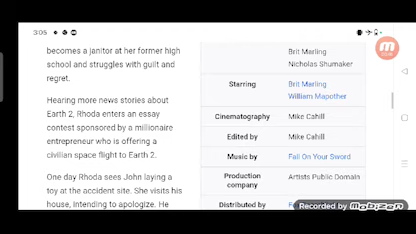 3:05
becomes a janitor at her former high
school and struggles with guilt and
regret.
Hearing more news stories about
Earth 2, Rhoda enters an essay
contest sponsored by a millionaire
entrepreneur who is offering a
civilian space flight to Earth 2.
One day Rhoda sees John laying a
toy at the accident site. She visits
his house, intending to apologize. He
Brit Marling
Nicholas Shumaker
Starring
Brit Marling
William Mapother
Cinematography
Mike Cahill
Edited by
Mike Cahill
Music by
Fall On Your Sword
Production
company
Artists Public Domain
Distributed by
Recorded by Mobizen